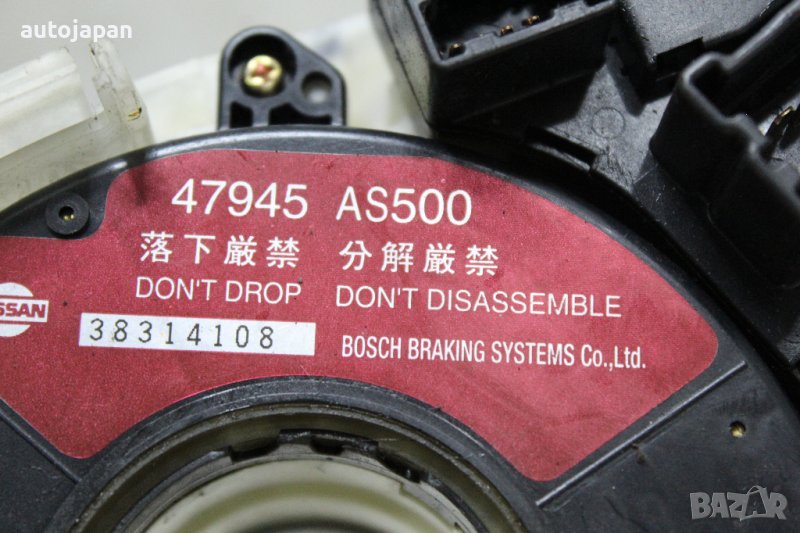 autojapan
47945 AS500
落下厳禁 分解厳禁
DON'T DROP DON'T DISASSEMBLE
NISSAN
38314108 BOSCH BRAKING SYSTEMS Co.,Ltd.
BAZAR